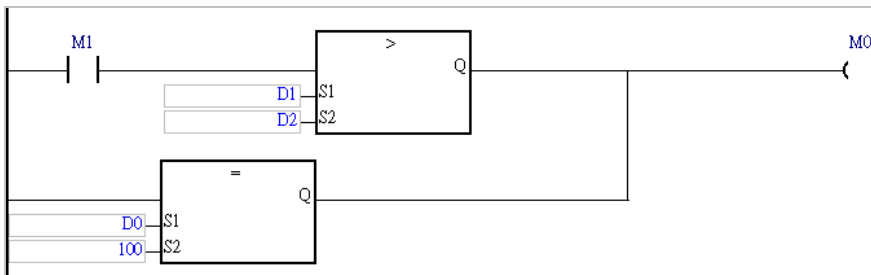 M1
>
M0
Q
D1 S1
D2 S2
=
Q
D0 S1
100 S2